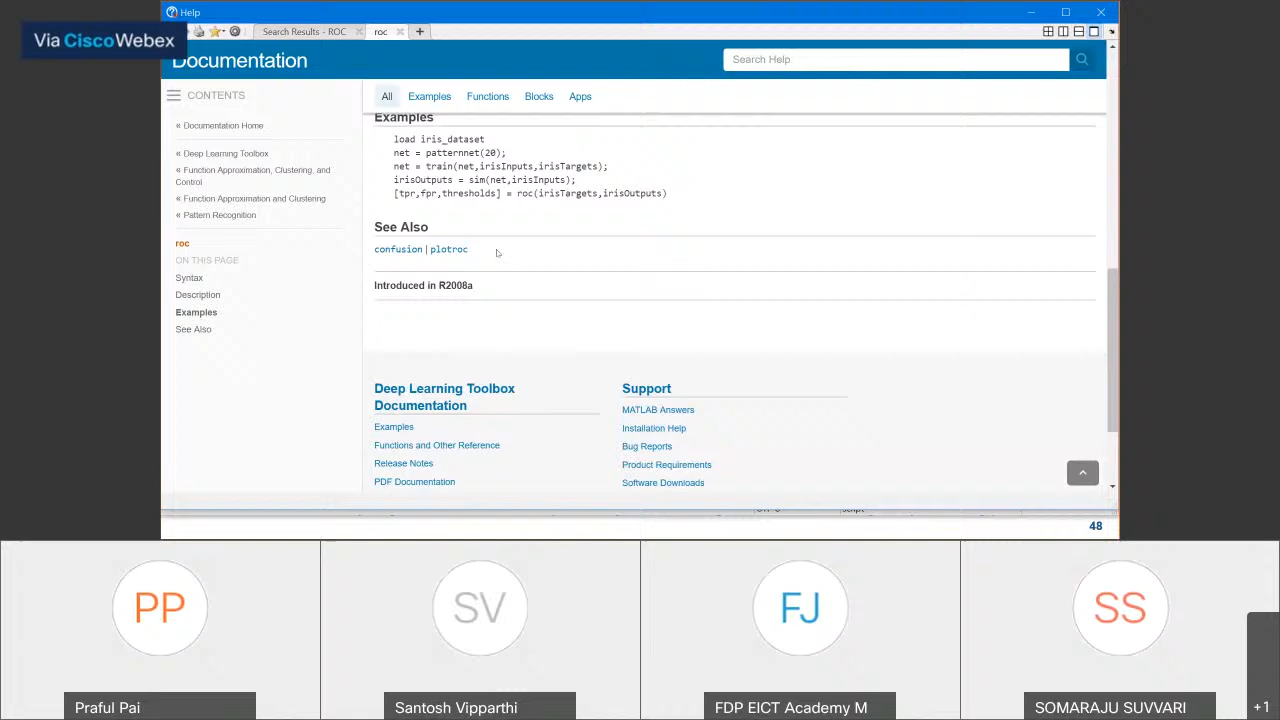 Help
Via CiscoWebex
Search Results - ROC
roc
Documentation
Search Help
CONTENTS
All Examples Functions Blocks Apps
« Documentation Home
« Deep Learning Toolbox
« Function Approximation, Clustering, and
Control
« Function Approximation and Clustering
« Pattern Recognition
roc
ON THIS PAGE
Syntax
Description
Examples
See Also
Examples
load iris_dataset
net = patternnet(20);
net = train(net,irisInputs,irisTargets);
irisOutputs = sim(net,irisInputs);
[tpr,fpr,thresholds] = roc(irisTargets,irisOutputs)
See Also
confusion | plotroc
Introduced in R2008a
Deep Learning Toolbox
Documentation
Examples
Functions and Other Reference
Release Notes
PDF Documentation
Support
MATLAB Answers
Installation Help
Bug Reports
Product Requirements
Software Downloads
48
PP
SV
FJ
SS
Praful Pai
Santosh Vipparthi
FDP EICT Academy M
SOMARAJU SUVVARI
+1